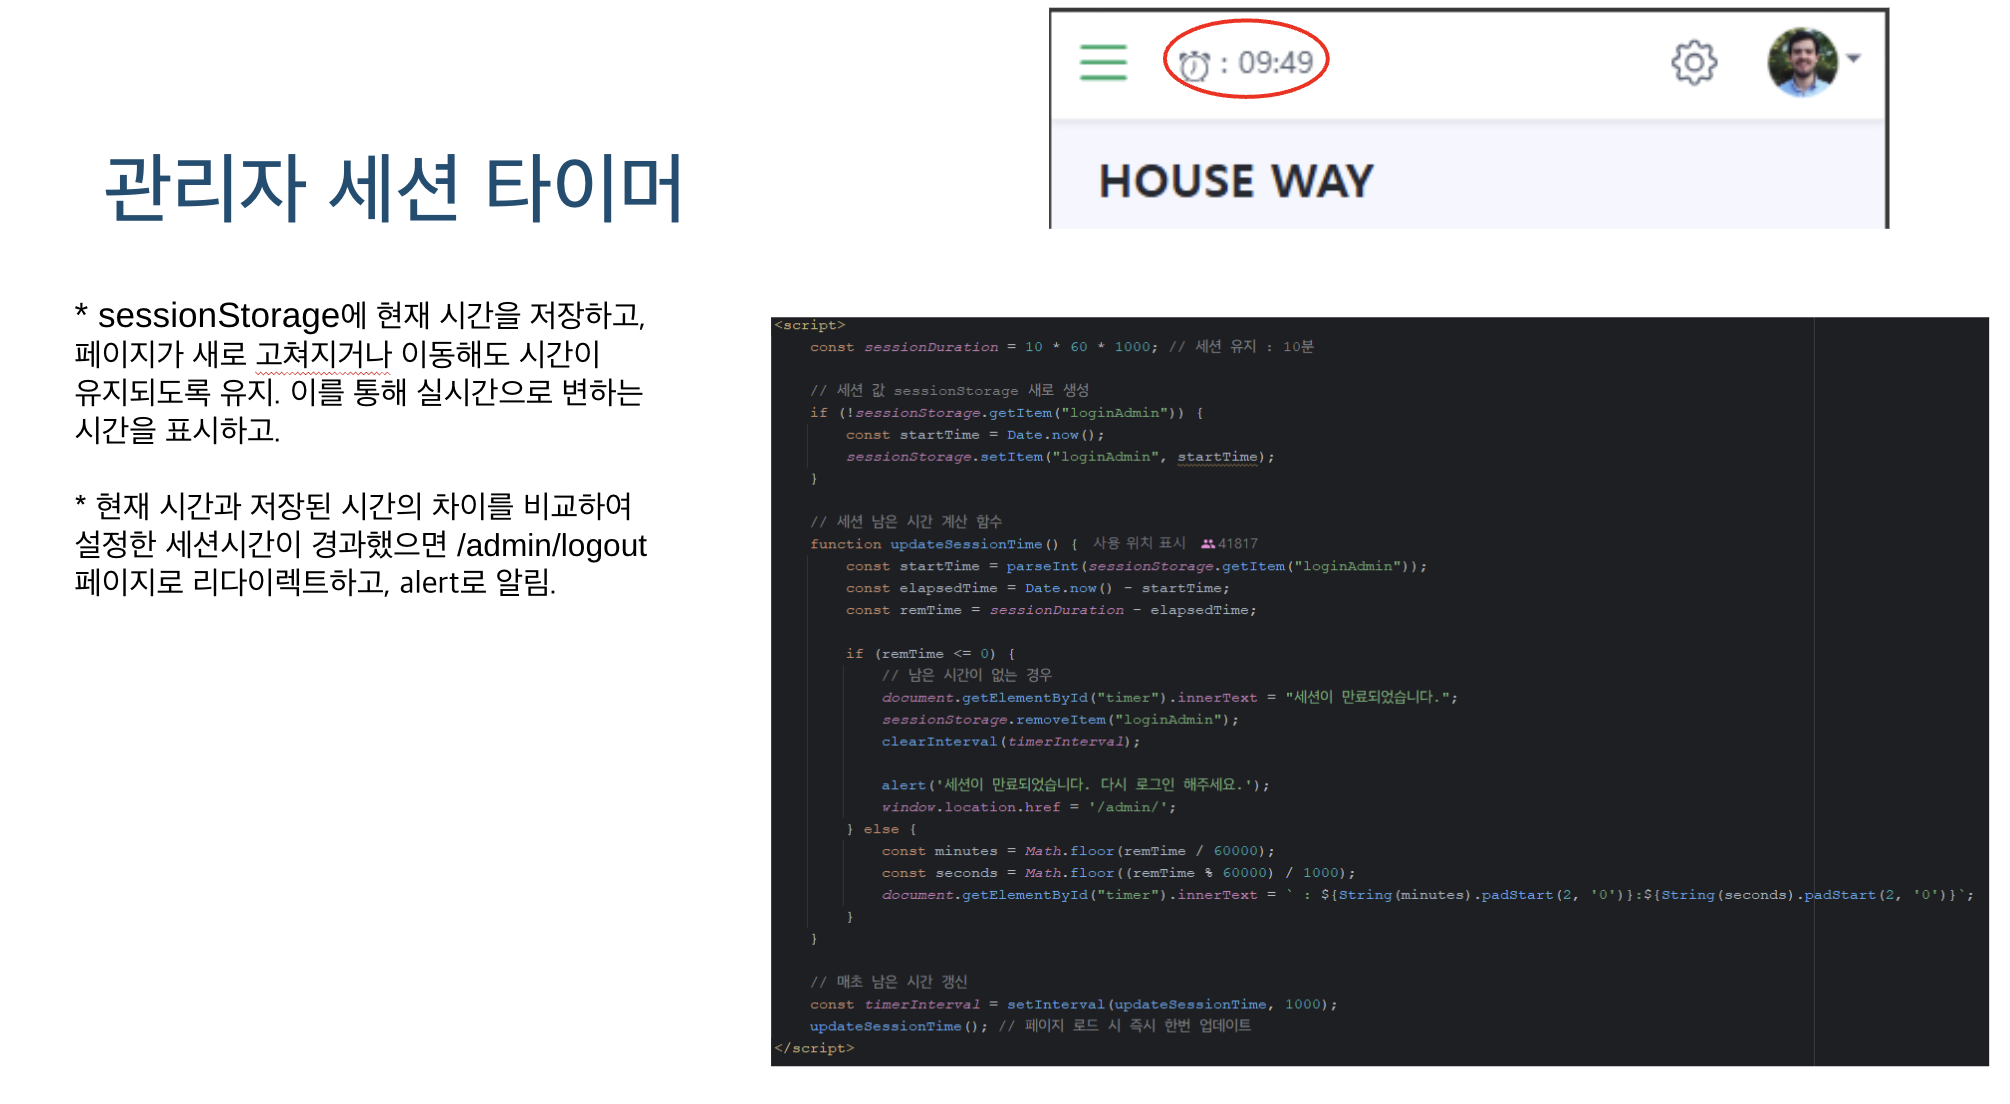 : 09:49
HOUSE WAY
관리자 세션 타이머
* sessionStorage에 현재 시간을 저장하고,
페이지가 새로 고쳐지거나 이동해도 시간이
유지되도록 유지. 이를 통해 실시간으로 변하는
시간을 표시하고.
* 현재 시간과 저장된 시간의 차이를 비교하여
설정한 세션시간이 경과했으면 /admin/logout
페이지로 리다이렉트하고, alert로 알림.
<script>
const sessionDuration = 10 * 60 * 1000; // 세션 유지 : 10분
// 세션 값 sessionStorage 새로 생성
if (!sessionStorage.getItem("loginAdmin")) {
const startTime = Date.now();
sessionStorage.setItem("loginAdmin", startTime);
}
// 세션 남은 시간 계산 함수
function updateSessionTime() { 사용 위치 표시 41817
const startTime = parseInt(sessionStorage.getItem("loginAdmin"));
const elapsedTime = Date.now() - startTime;
const remTime = sessionDuration - elapsedTime;
if (remTime <= 0) {
// 남은 시간이 없는 경우
document.getElementById("timer").innerText = "세션이 만료되었습니다.";
sessionStorage.removeItem("loginAdmin");
clearInterval(timerInterval);
alert('세션이 만료되었습니다. 다시 로그인 해주세요.');
window.location.href = '/admin/';
} else {
const minutes = Math.floor(remTime / 60000);
const seconds = Math.floor((remTime % 60000) / 1000);
document.getElementById("timer").innerText = ` : ${String(minutes).padStart(2, '0')}:${String(seconds).padStart(2, '0')}`;
}
}
// 매초 남은 시간 갱신
const timerInterval = setInterval(updateSessionTime, 1000);
updateSessionTime(); // 페이지 로드 시 즉시 한번 업데이트
</script>